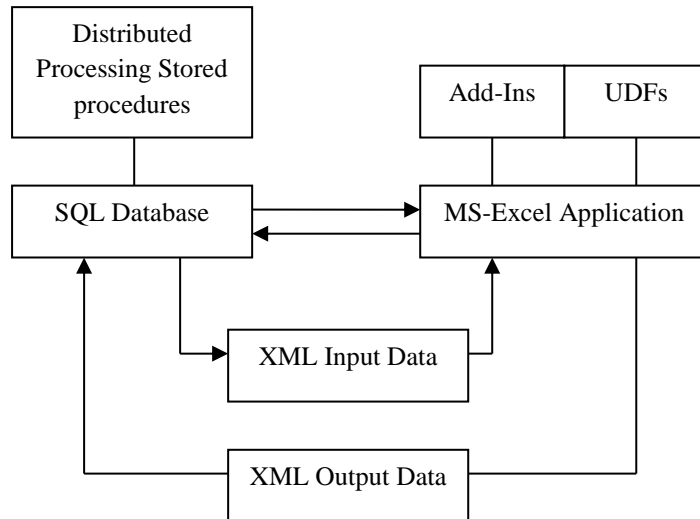 Distributed
Processing Stored
procedures
Add-Ins
UDFs
SQL Database
MS-Excel Application
XML Input Data
XML Output Data